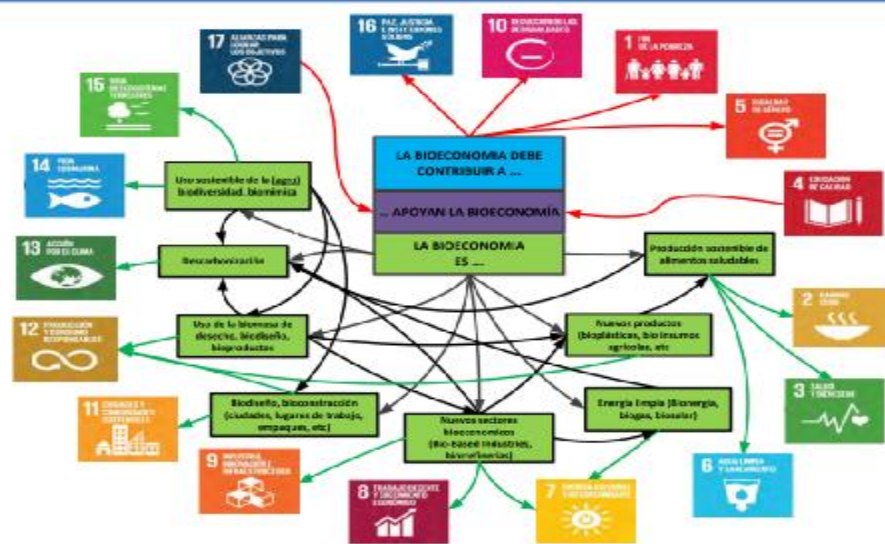 17 ALIANZAS PARA
LOGRAR
LOS OBJETIVOS
16 PAZ, JUSTICIA
E INSTITUCIONES
SÓLIDAS
10 REDUCCIÓN DE LAS
DESIGUALDADES
1 FIN
DE LA POBREZA
5 IGUALDAD
DE GÉNERO
15 VIDA
DE ECOSISTEMAS
TERRESTRES
14 VIDA
SUBMARINA
13 ACCIÓN
POR EL CLIMA
12 PRODUCCIÓN
Y CONSUMO
RESPONSABLES
LA BIOECONOMIA DEBE
CONTRIBUIR A ...
... APOYAN LA BIOECONOMÍA
LA BIOECONOMIA
ES ...
4 EDUCACIÓN
DE CALIDAD
Uso sostenible de la (agro)
biodiversidad, biomímica
Descarbonización
Uso de la biomasa de
desecho, biodiseño,
bioproductos
Biodiseño, bioconstracción
(ciudades, lugares de trabajo,
empaques, etc)
Nuevos sectores
bioeconomicos
(Bio-Based Industries,
biorrefinerias)
Energía limpia (Bionergia,
biogas, biosolar)
Nuevos productos
(bioplásticos, bio insumos
agricolas, etc
Producción sostenible de
alimentos saludables
2 HAMBRE
CERO
3 SALUD
Y BIENESTAR
11 CIUDADES Y
COMUNIDADES
SOSTENIBLES
9 INDUSTRIA,
INNOVACIÓN E
INFRAESTRUCTURA
8 TRABAJO DECENTE
Y CRECIMIENTO
ECONÓMICO
7 ENERGÍA ASEQUIBLE
Y NO CONTAMINANTE
6 AGUA LIMPIA
Y SANEAMIENTO